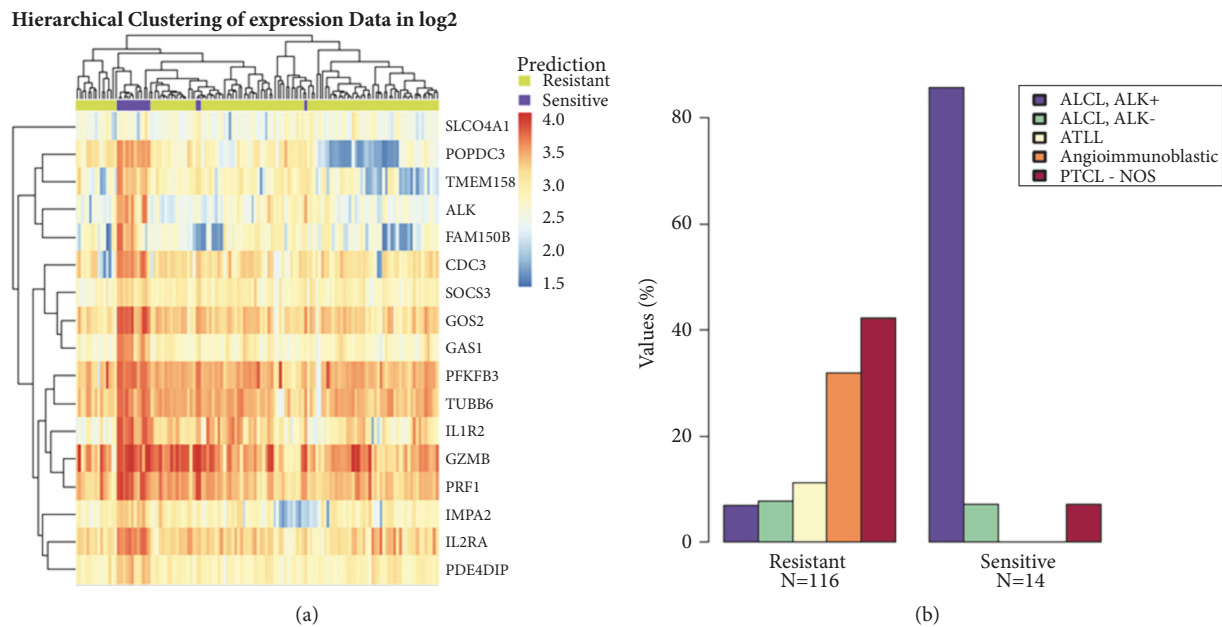 Hierarchical Clustering of expression Data in log2
Prediction
Resistant
Sensitive
4.0
3.5
3.0
2.5
2.0
1.5
SLCO4A1
POPDC3
TMEM158
ALK
FAM150B
CDC3
SOCS3
GOS2
GAS1
PFKFB3
TUBB6
IL1R2
GZMB
PRF1
IMPA2
IL2RA
PDE4DIP
(a)
Values (%)
80
60
40
20
0
ALCL, ALK+
ALCL, ALK-
ATLL
Angioimmunoblastic
PTCL - NOS
Resistant
N=116
Sensitive
N=14
(b)